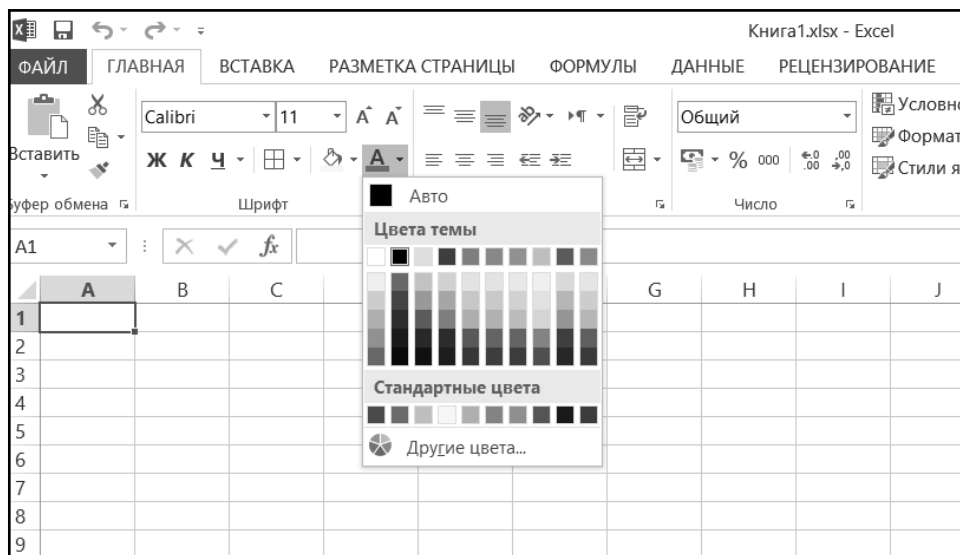 Книга1.xlsx - Excel
ФАЙЛ ГЛАВНАЯ ВСТАВКА РАЗМЕТКА СТРАНИЦЫ ФОРМУЛЫ ДАННЫЕ РЕЦЕНЗИРОВАНИЕ
Calibri 11 Общий Условно
Формат
Вставить Ж К Ч % 000 Стили я
Буфер обмена Шрифт Число
Авто
Цвета темы
A1 fx
A B C G H I J
1
2
3
Стандартные цвета
4
5
Другие цвета...
6
7
8
9